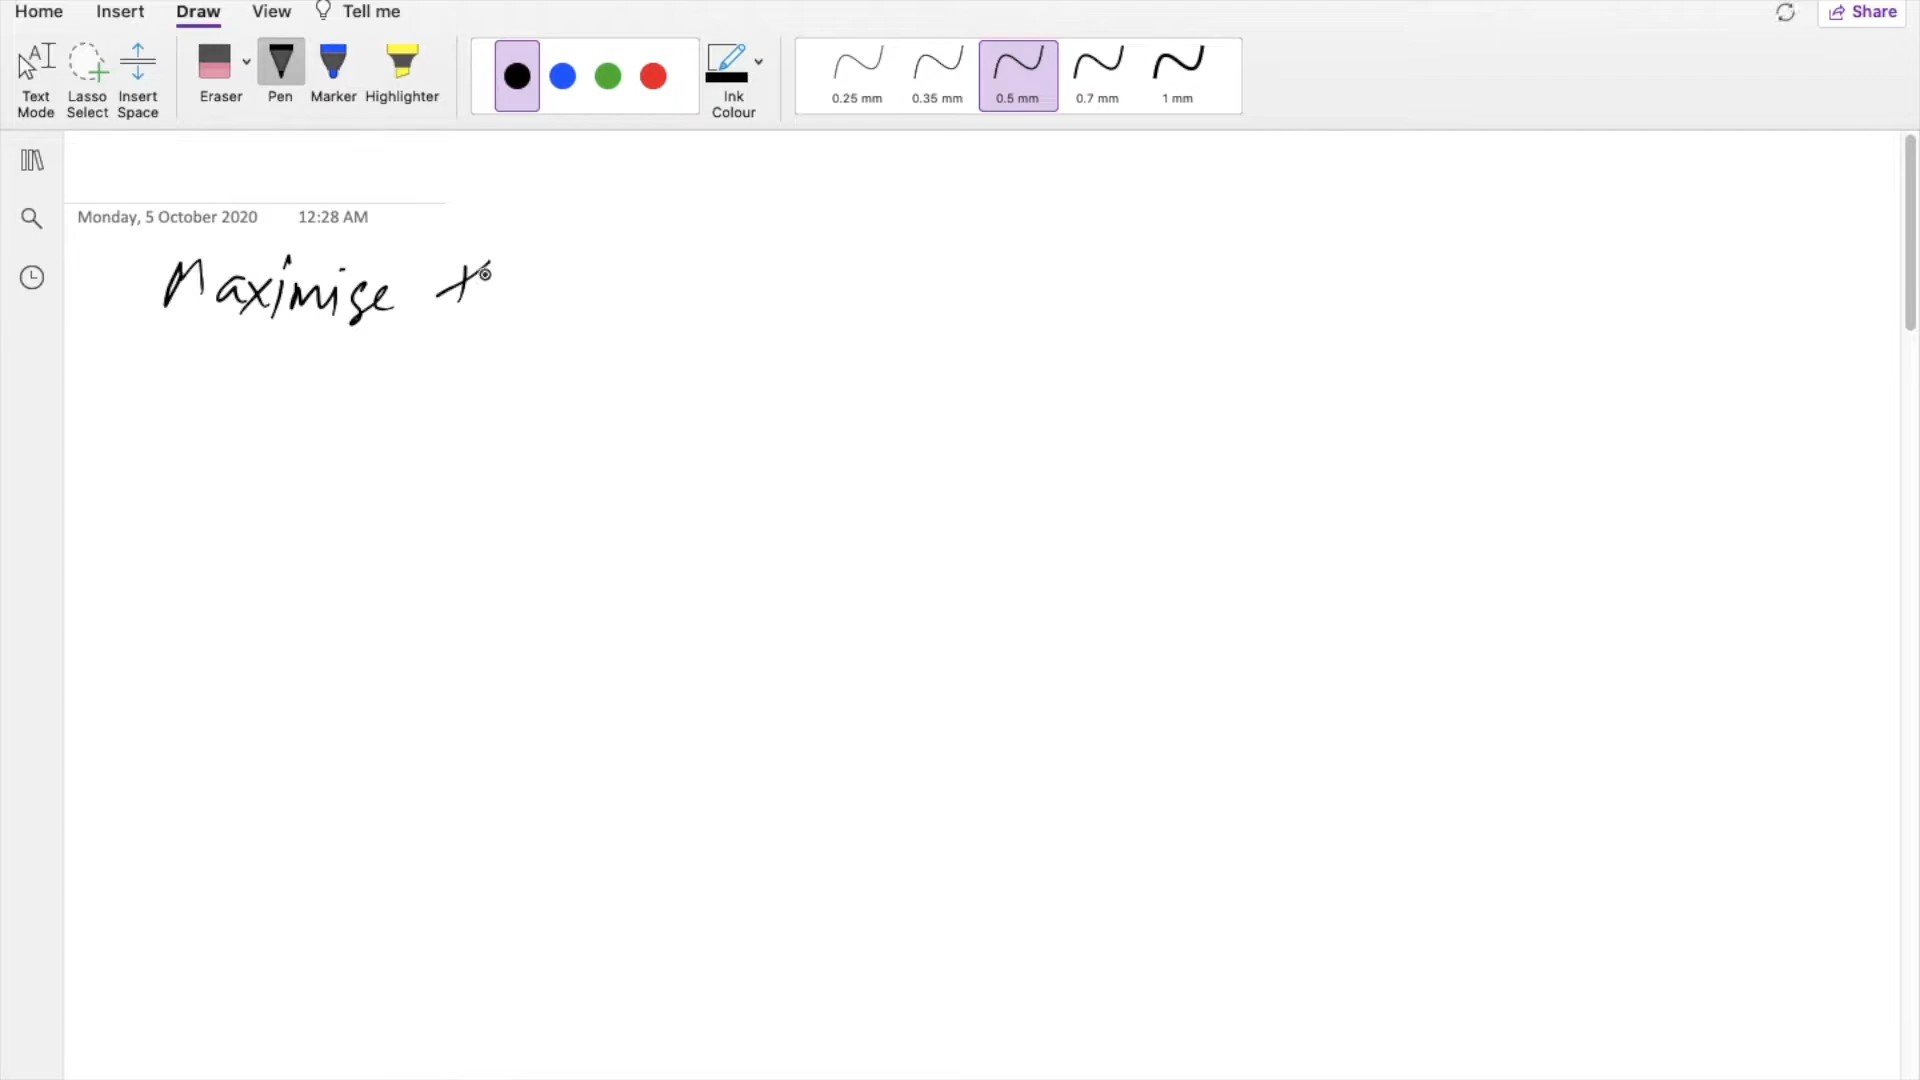 Home Insert Draw View Tell me Share
Text Mode Lasso Select Insert Space Eraser Pen Marker Highlighter Ink Colour 0.25 mm 0.35 mm 0.5 mm 0.7 mm 1 mm
Monday, 5 October 2020 12:28 AM
Maximise